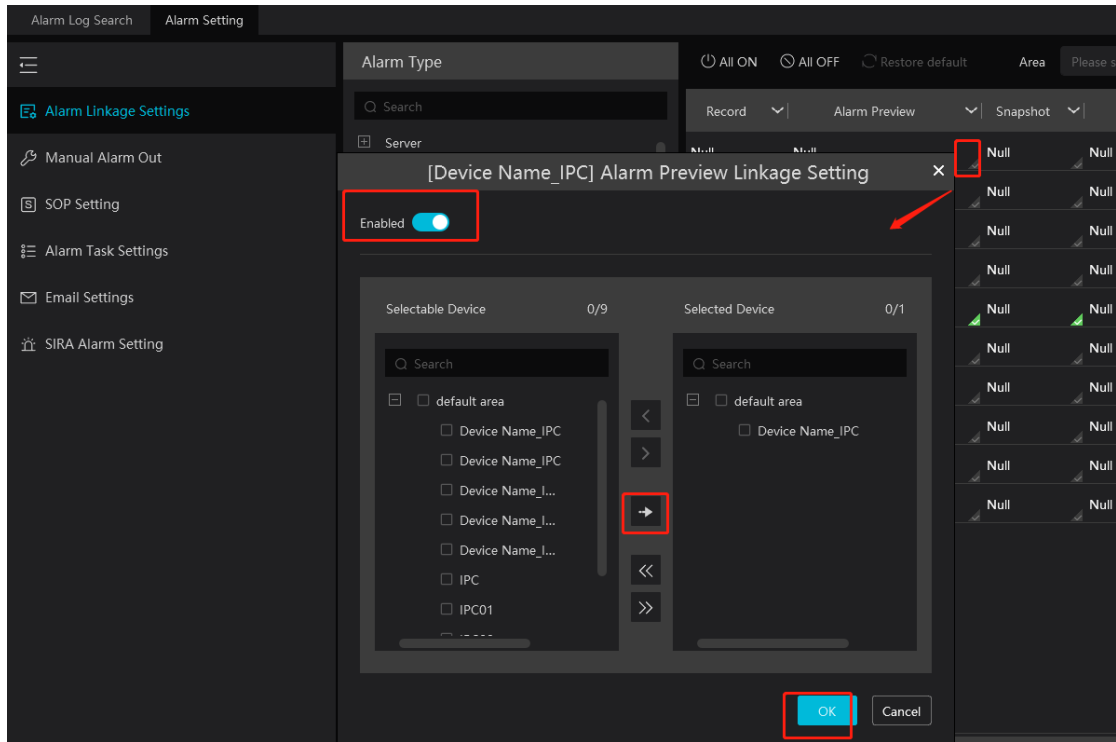 Alarm Log Search Alarm Setting
Alarm Linkage Settings
Manual Alarm Out
SOP Setting
Alarm Task Settings
Email Settings
SIRA Alarm Setting
Alarm Type
Search
Server
All ON All OFF Restore default Area Please s
Record Alarm Preview Snapshot
Null Null Null Null
[Device Name_IPC] Alarm Preview Linkage Setting
Enabled
Selectable Device 0/9
Search
default area
Device Name_IPC
Device Name_IPC
Device Name_I...
Device Name_I...
Device Name_I...
IPC
IPC01
Selected Device 0/1
Search
default area
Device Name_IPC
OK Cancel
Null Null
Null Null
Null Null
Null Null
Null Null
Null Null
Null Null
Null Null
Null Null